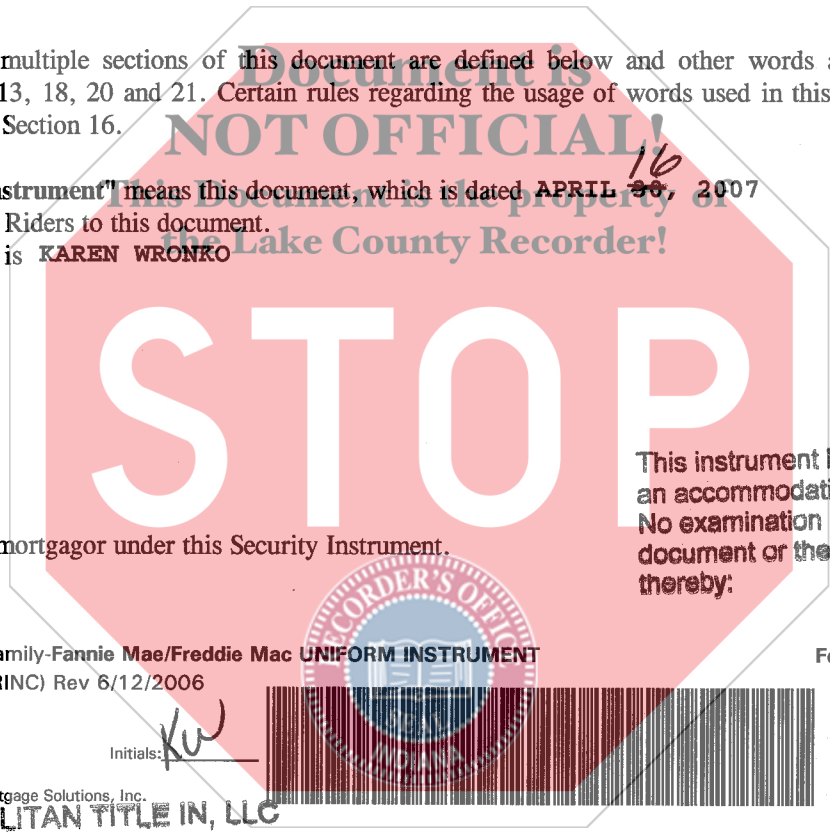 Document is
multiple sections of this document are defined below and other words
13, 18, 20 and 21. Certain rules regarding the usage of words used in this
Section 16.
NOT OFFICIAL!
16
strument" means this document, which is dated APRIL 30, 2007
This Document is the property of
Riders to this document.
the Lake County Recorder!
is KAREN WRONKO
STOP
This instrument
an accommodati
No examination
document or the
thereby:
mortgagor under this Security Instrument.
RECORDER'S OFFICE
SEAL
INDIANA
amily-Fannie Mae/Freddie Mac UNIFORM INSTRUMENT
RINC) Rev 6/12/2006
Initials: KW
tgage Solutions, Inc.
LITAN TITLE IN, LLC